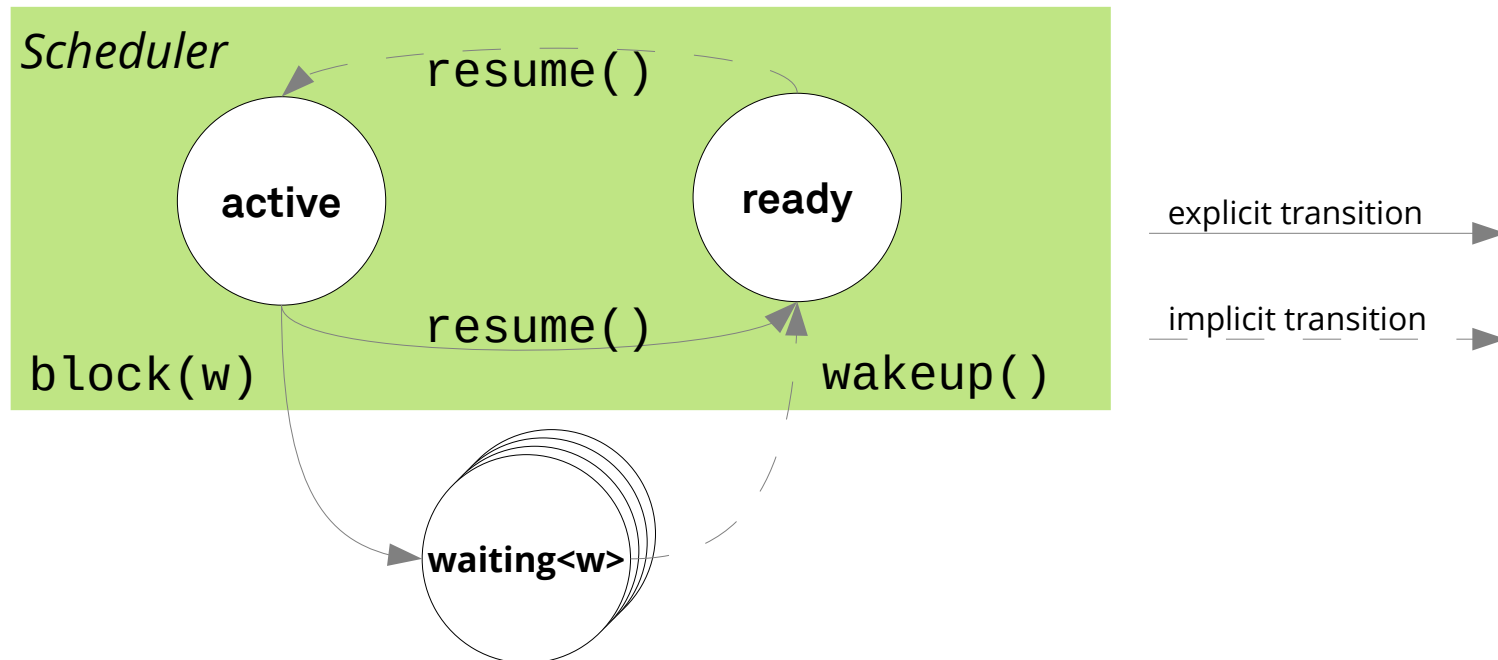 Scheduler
resume()
active
ready
explicit transition
resume()
implicit transition
block(w)
wakeup()
waiting<w>